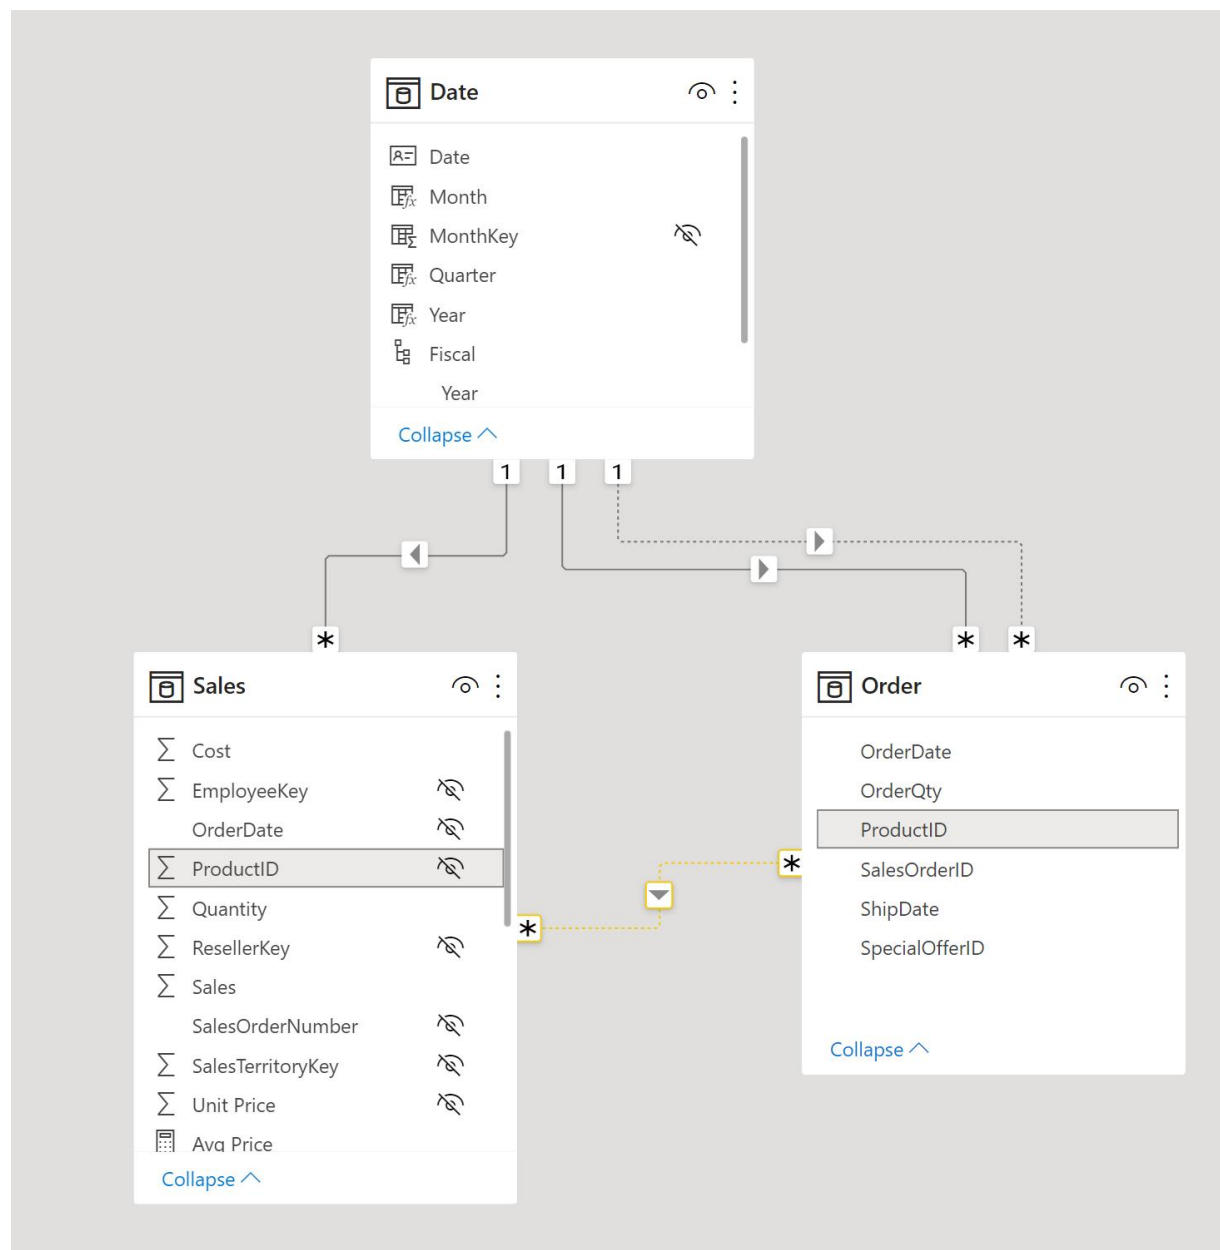 Date
Date
Month
MonthKey
Quarter
Year
Fiscal
Year
Collapse
1 1 1
* * *
Sales
Cost
EmployeeKey
OrderDate
ProductID
Quantity
ResellerKey
Sales
SalesOrderNumber
SalesTerritoryKey
Unit Price
Avg Price
Collapse
*
*
Order
OrderDate
OrderQty
ProductID
SalesOrderID
ShipDate
SpecialOfferID
Collapse